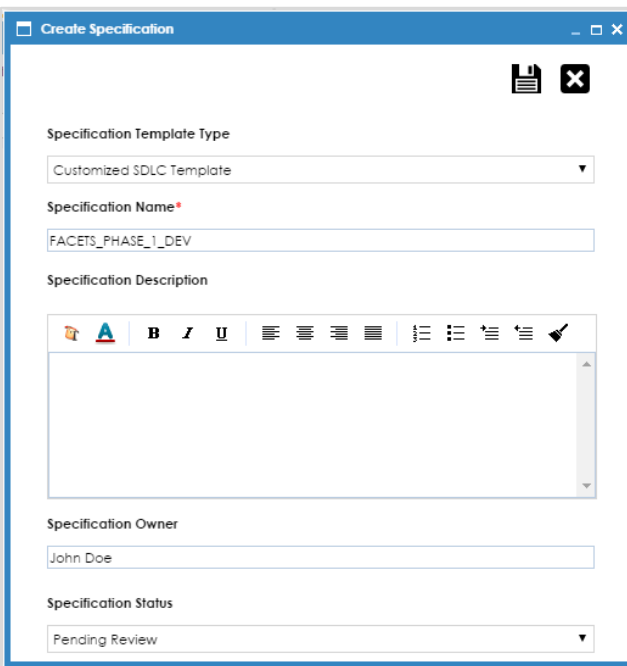 Create Specification
Specification Template Type
Customized SDLC Template
Specification Name*
FACETS_PHASE_1_DEV
Specification Description
A B I U
Specification Owner
John Doe
Specification Status
Pending Review